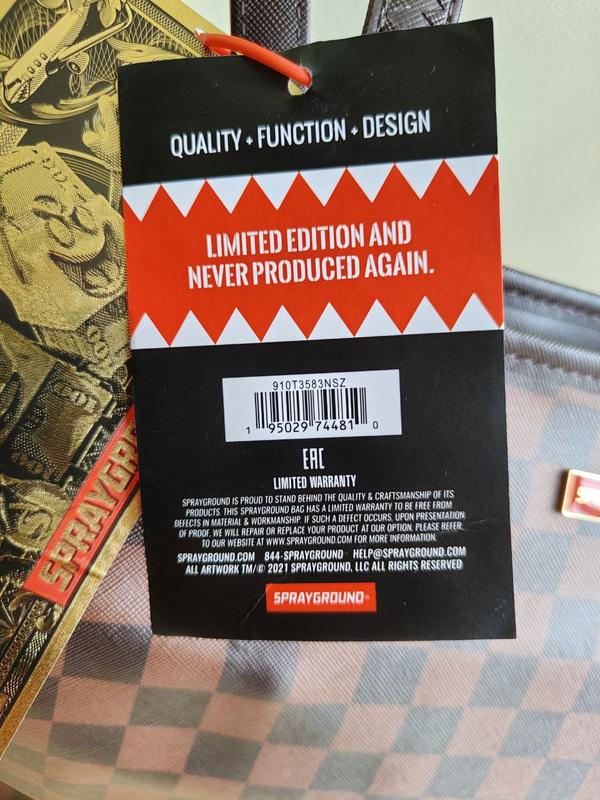 QUALITY + FUNCTION + DESIGN
LIMITED EDITION AND
NEVER PRODUCED AGAIN.
910T3583NSZ
1 95029 74481 0
EAC
LIMITED WARRANTY
SPRAYGROUND IS PROUD TO STAND BEHIND THE QUALITY & CRAFTSMANSHIP OF ITS
PRODUCTS. THIS SPRAYGROUND BAG HAS A LIMITED WARRANTY TO BE FREE FROM
DEFECTS IN MATERIAL & WORKMANSHIP. IF SUCH A DEFECT OCCURS, UPON PRESENTATION
OF PROOF, WE WILL REPAIR OR REPLACE YOUR PRODUCT AT OUR OPTION. PLEASE REFER
TO OUR WEBSITE AT WWW.SPRAYGROUND.COM FOR MORE INFORMATION.
SPRAYGROUND.COM 844-SPRAYGROUND HELP@SPRAYGROUND.COM
ALL ARTWORK TM/© 2021 SPRAYGROUND, LLC ALL RIGHTS RESERVED
SPRAYGROUND
SPRAYGR